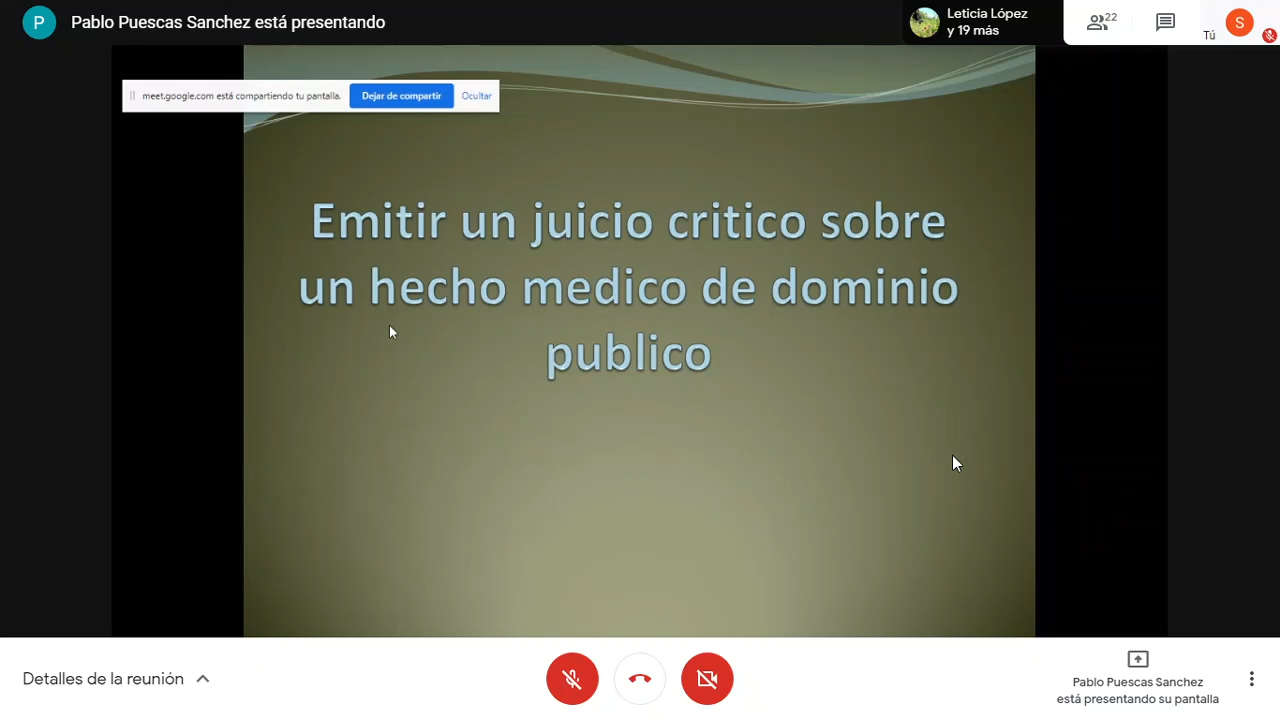 P
Pablo Puescas Sanchez está presentando
Leticia López
y 19 más
22
Tú
S
meet.google.com está compartiendo tu pantalla.
Dejar de compartir
Ocultar
Emitir un juicio critico sobre
un hecho medico de dominio
publico
Detalles de la reunión
Pablo Puescas Sanchez
está presentando su pantalla